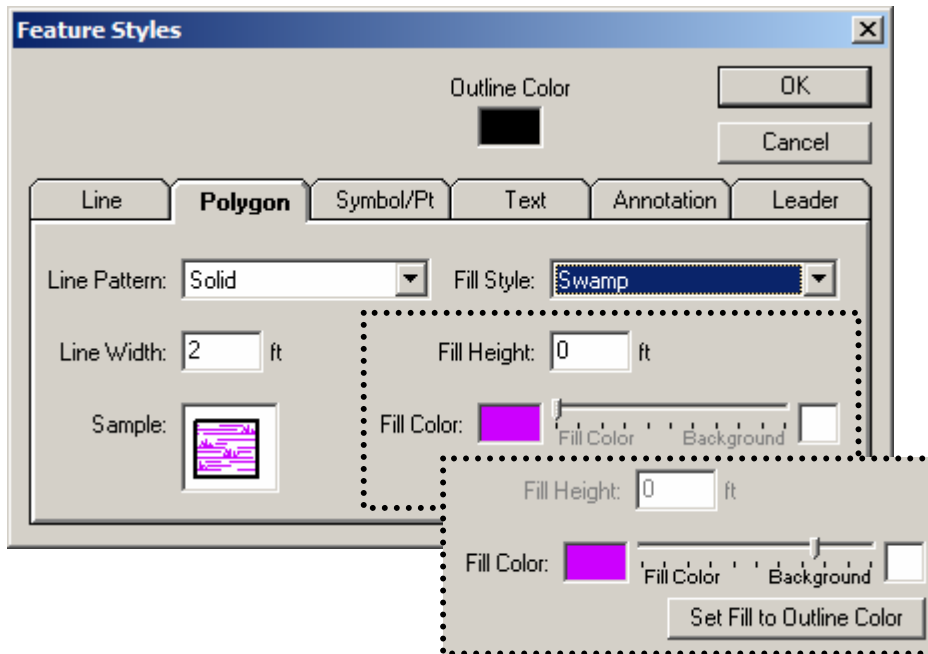 Feature Styles
Outline Color
OK
Cancel
Line
Polygon
Symbol/Pt
Text
Annotation
Leader
Line Pattern: Solid
Fill Style: Swamp
Line Width: 2 ft
Fill Height: 0 ft
Sample:
Fill Color:
Fill Color Background
Fill Height: 0 ft
Fill Color:
Fill Color Background
Set Fill to Outline Color